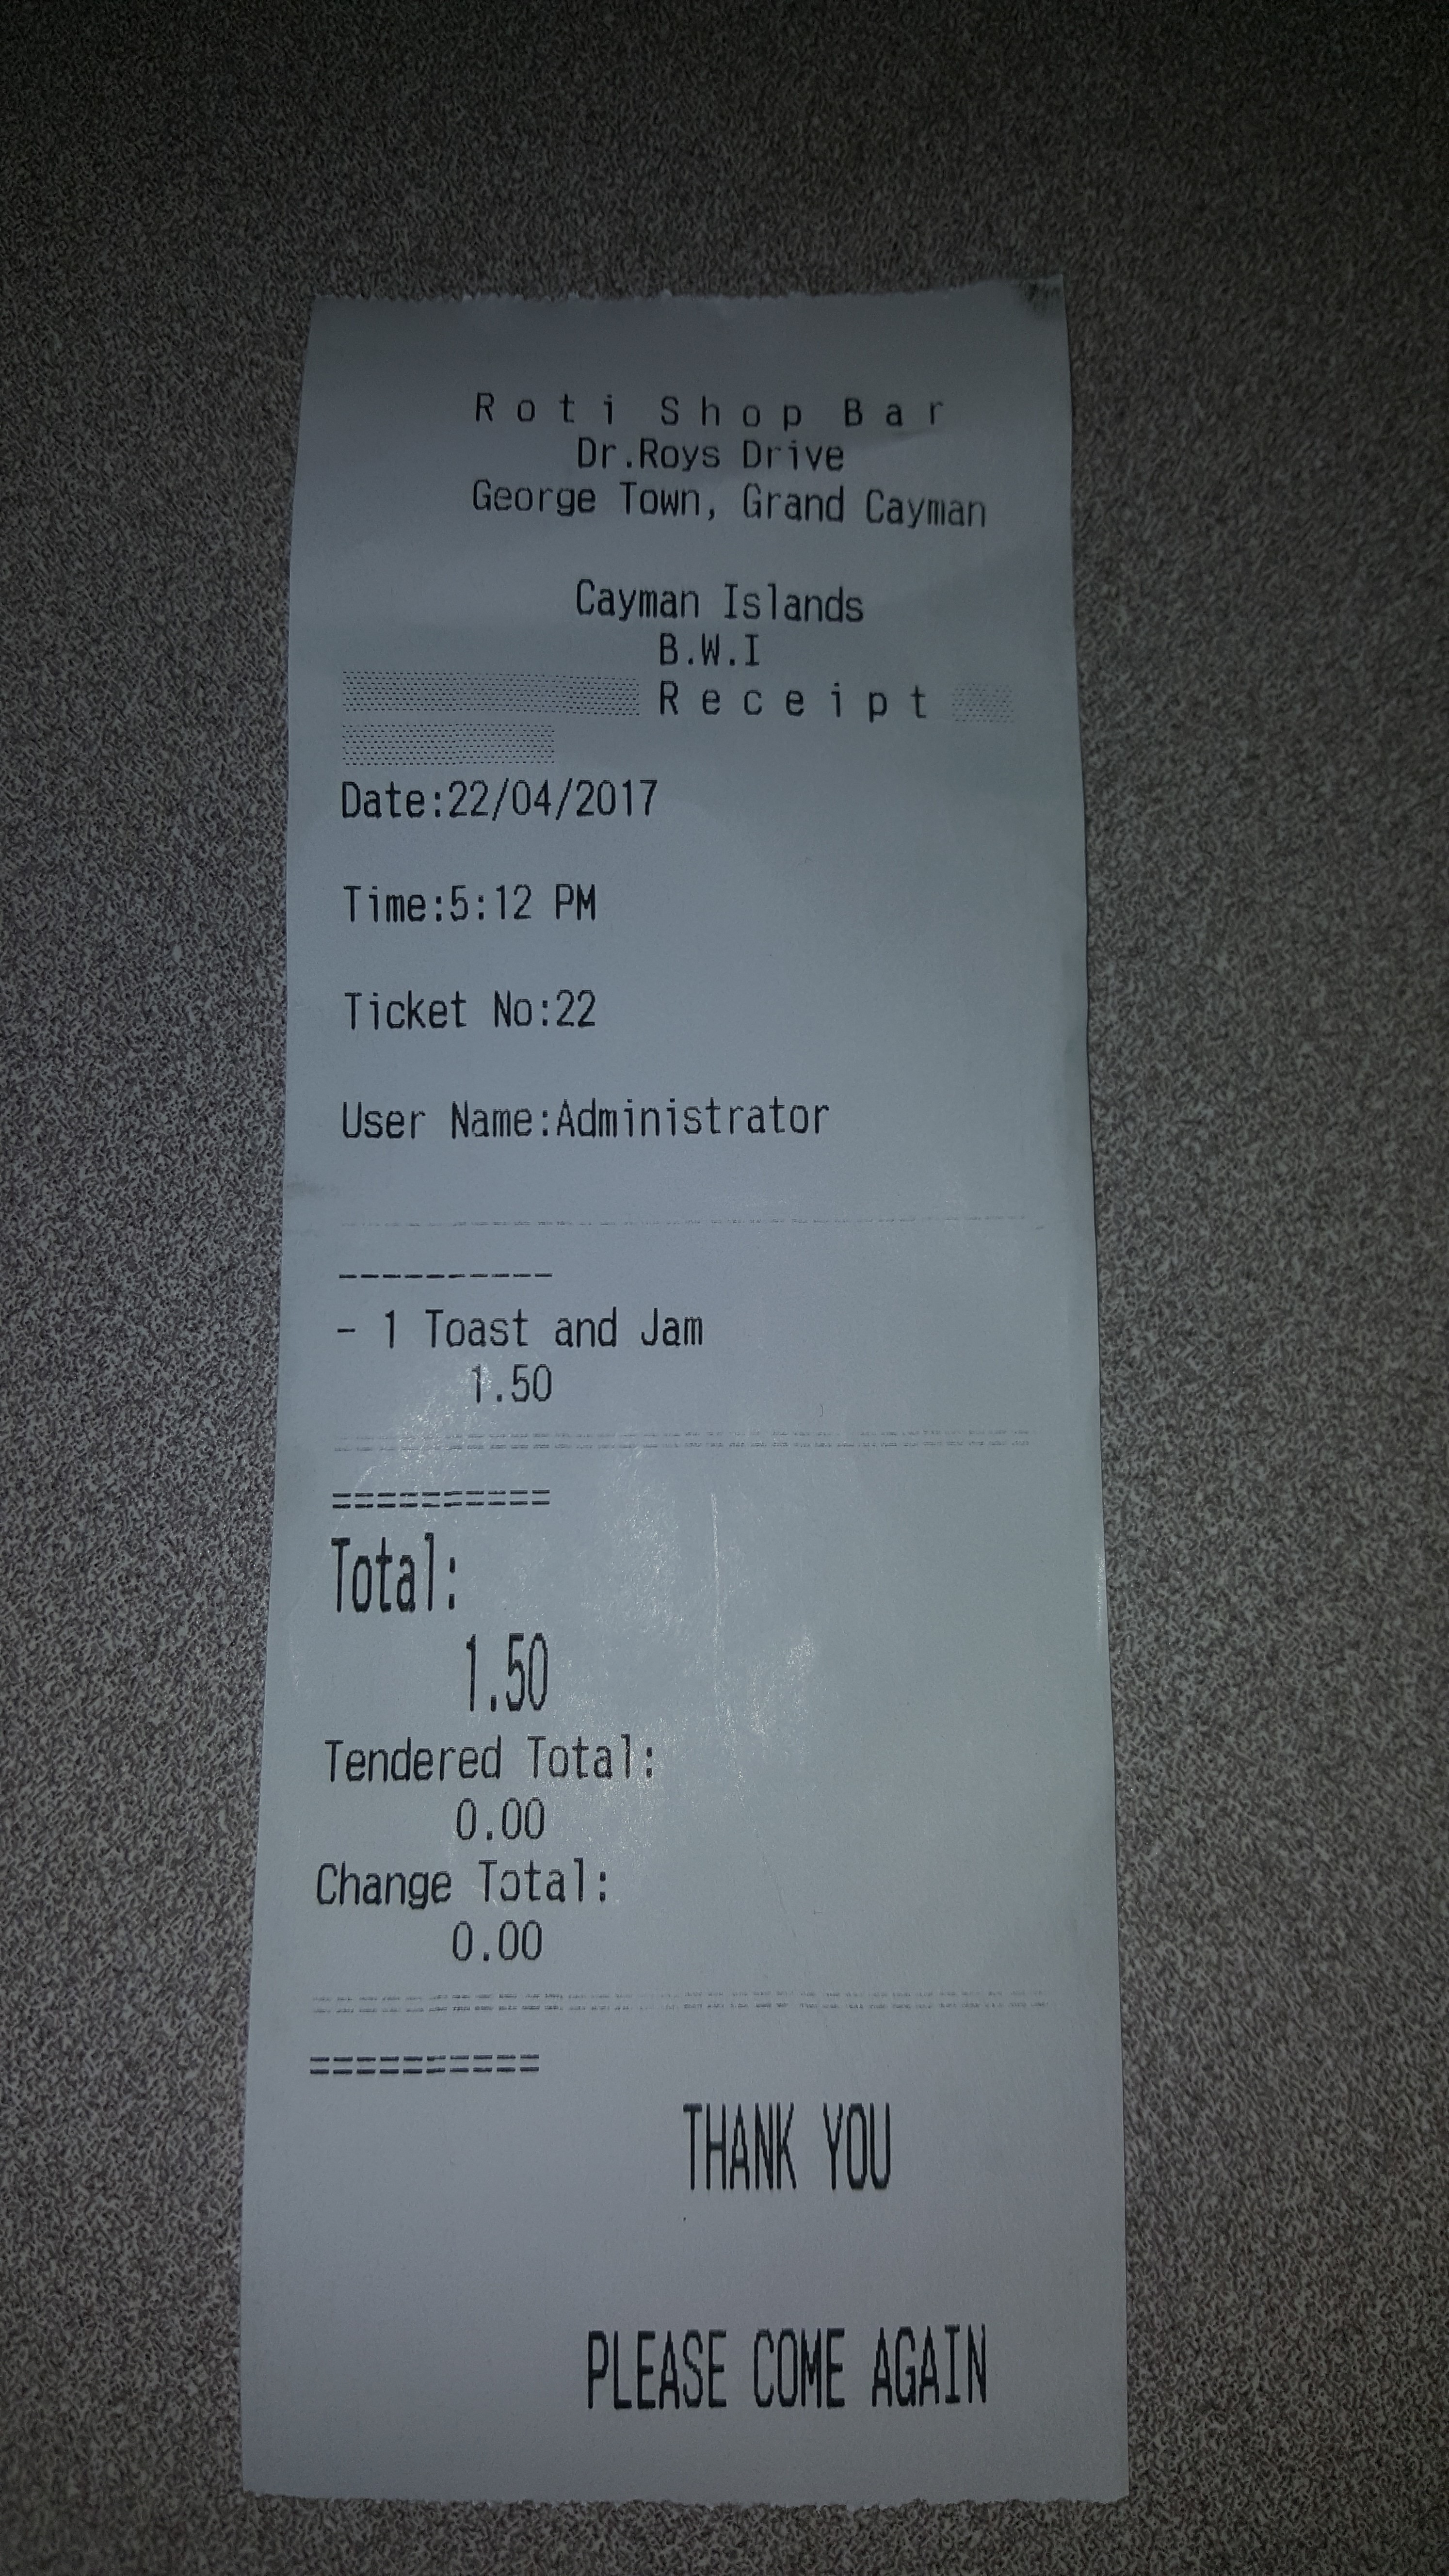 Roti Shop Bar
Dr.Roys Drive
George Town, Grand Cayman
Cayman Islands
B.W.I
Receipt
Date:22/04/2017
Time:5:12 PM
Ticket No:22
User Name:Administrator
----------
- 1 Toast and Jam
1.50
==========
Total:
1.50
Tendered Total:
0.00
Change Total:
0.00
==========
THANK YOU
PLEASE COME AGAIN